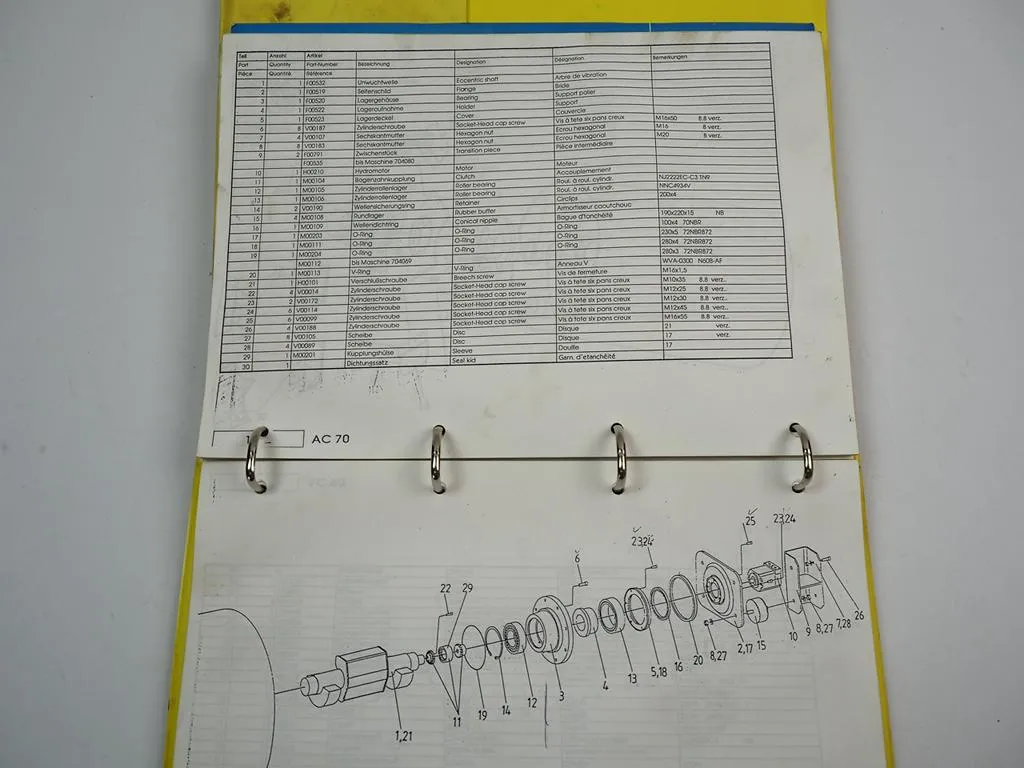 Teil Anzahl Artikel
Part Quantity Part-Number Bezeichnung Designation Désignation Bemerkungen
Pièce Quantité Référence
1 1 F00532 Unwuchtwelle Eccentric shaft Arbre de vibration
2 1 F00519 Seitenschild Flange Bride
3 1 F00520 Lagergehäuse Bearing Support palier
4 1 F00522 Lageraufnahme Holder Support
5 1 F00523 Lagerdeckel Cover Couvercle
6 8 V00187 Zylinderschraube Socket-Head cap screw Vis à tete six pans creux M16x50 8.8 verz.
7 4 V00107 Sechskantmutter Hexagon nut Ecrou hexagonal M16 8 verz.
8 8 V00183 Sechskantmutter Hexagon nut Ecrou hexagonal M20 8 verz.
9 2 F00791 Zwischenstück Transition piece Pièce intermédiaire
F00535 bis Maschine 704080
10 1 H00210 Hydromotor Motor Moteur
11 1 M00104 Bogenzahnkupplung Clutch Accouplement
12 1 M00105 Zylinderrollenlager Roller bearing Roul. à roul. cylindr. NJ2222EC-C3 TN9
13 1 M00106 Zylinderrollenlager Roller bearing Roul. à roul. cylindr. NNC4934V
14 2 V00190 Wellensicherungsring Retainer Circlips 200x4
15 4 M00108 Rundlager Rubber buffer Amortisseur caoutchouc
16 1 M00109 Wellendichtring Conical nipple Bague d'tanchéité 190x220x15 NB
17 1 M00203 O-Ring O-Ring O-Ring 100x4 70NBR
18 1 M00111 O-Ring O-Ring O-Ring 230x5 72NBR872
19 1 M00204 O-Ring O-Ring O-Ring 280x4 72NBR872
M00112 bis Maschine 704069 280x3 72NBR872
20 1 M00113 V-Ring V-Ring Anneau V WVA-0300 N60B-AF
21 1 H00101 Verschlußschraube Breech screw Vis de fermeture M16x1,5
22 4 V00014 Zylinderschraube Socket-Head cap screw Vis à tete six pans creux M10x35 8.8 verz..
23 2 V00172 Zylinderschraube Socket-Head cap screw Vis à tete six pans creux M12x25 8.8 verz..
24 6 V00114 Zylinderschraube Socket-Head cap screw Vis à tete six pans creux M12x30 8.8 verz..
25 6 V00099 Zylinderschraube Socket-Head cap screw Vis à tete six pans creux M12x45 8.8 verz..
26 4 V00188 Zylinderschraube Socket-Head cap screw Vis à tete six pans creux M16x55 8.8 verz..
27 8 V00105 Scheibe Disc Disque 21 verz.
28 4 V00089 Scheibe Disc Disque 17 verz.
29 1 M00201 Kupplungshülse Sleeve Douille 17
30 1 Dichtungssatz Seal kid Garn. d'etanchéité
AC 70
25 23,24
6 23,24
22 29
26
7,28
8,27
9
10
15
2,17
8,27
20
16
5,18
13
4
3
12
14
19
11
1,21